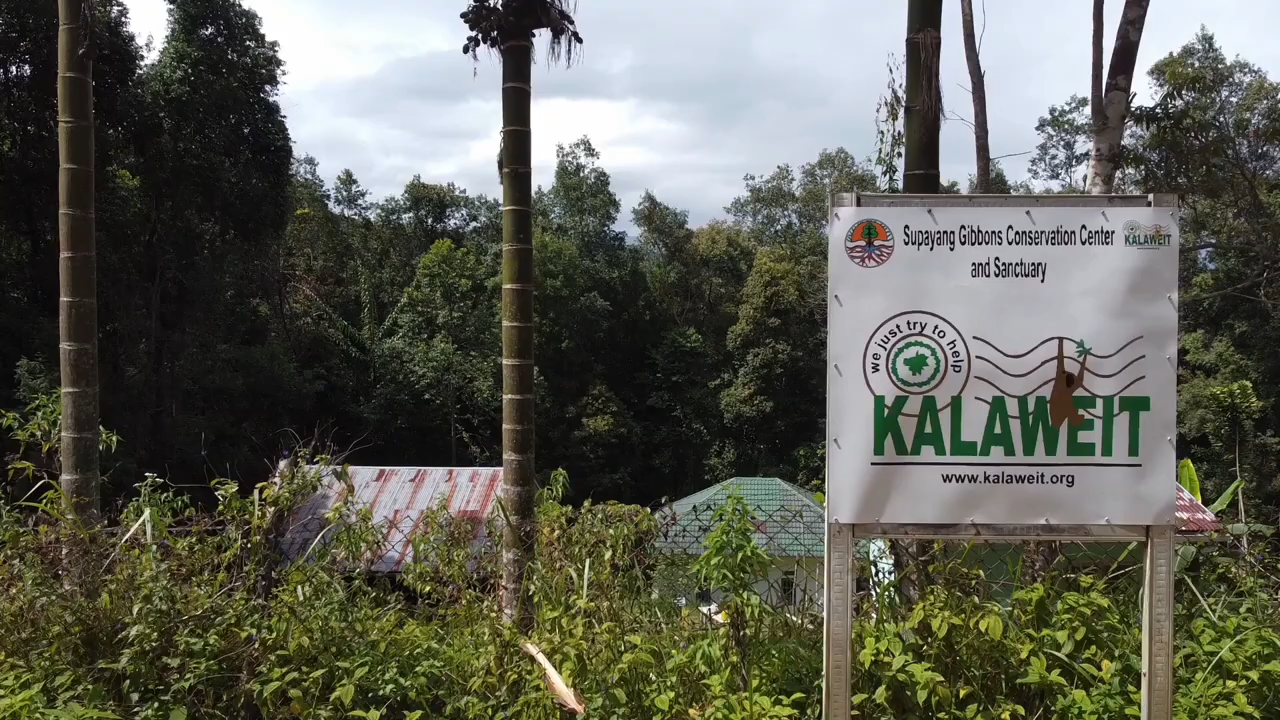 Supayang Gibbons Conservation Center
and Sanctuary
KALAWEIT
we just try to help
KALAWEIT
www.kalaweit.org